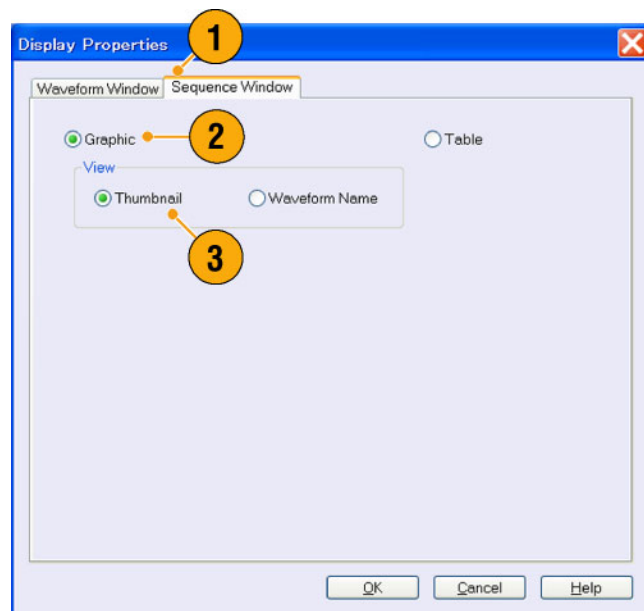 Display Properties
1
Waveform Window
Sequence Window
Graphic
2
Table
View
Thumbnail
Waveform Name
3
OK
Cancel
Help